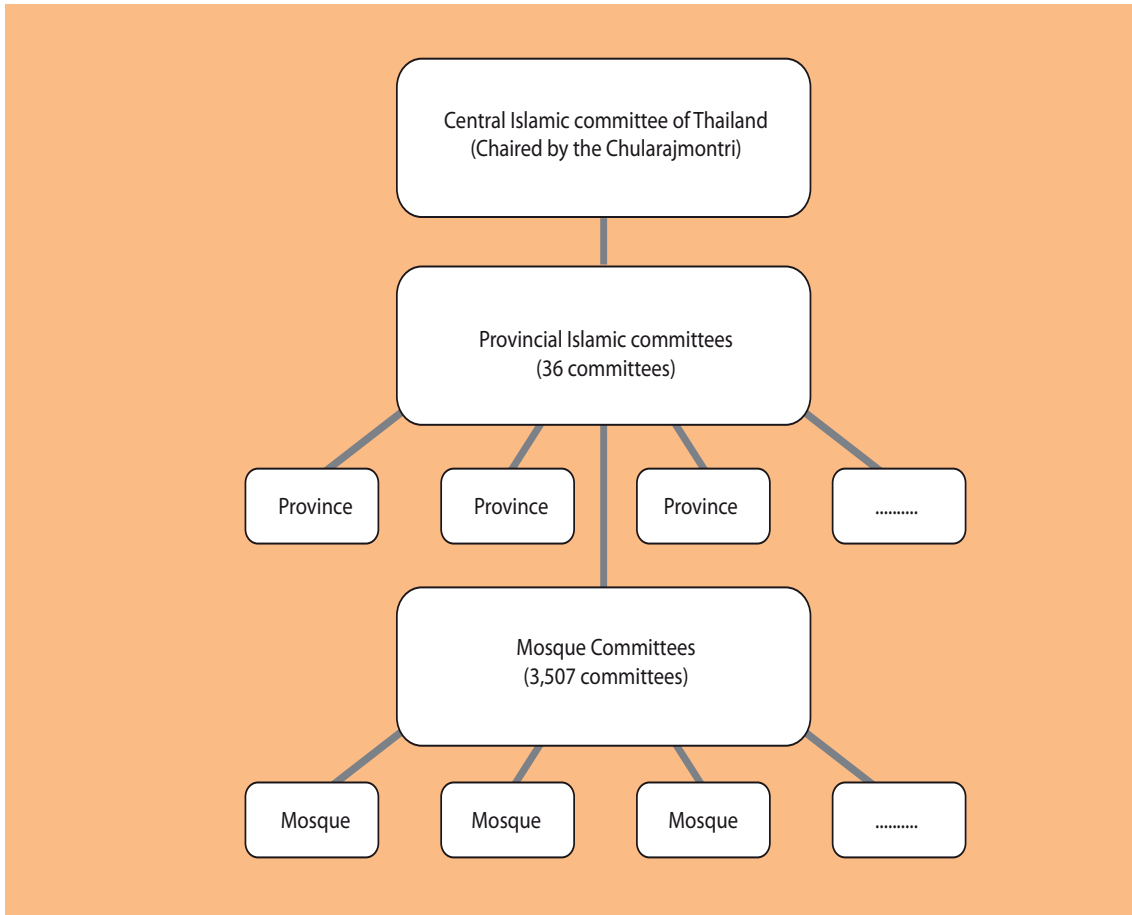 Central Islamic committee of Thailand
(Chaired by the Chularajmontri)
Provincial Islamic committees
(36 committees)
Province
Province
Province
..........
Mosque Committees
(3,507 committees)
Mosque
Mosque
Mosque
..........